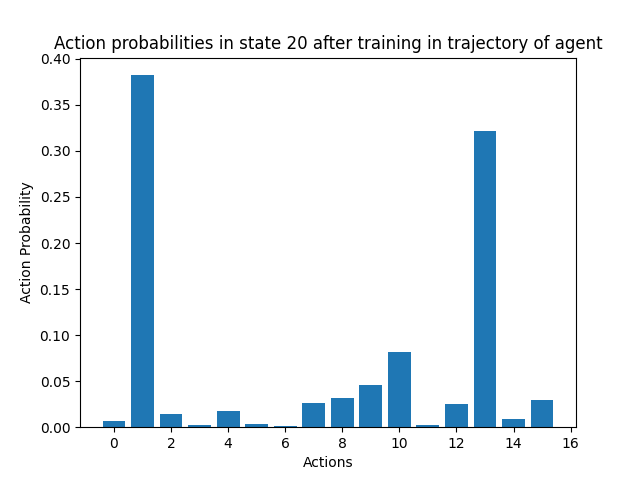 Action probabilities in state 20 after training in trajectory of agent
0.40
0.35
0.30
0.25
0.20
0.15
0.10
0.05
0.00
Action Probability
0 2 4 6 8 10 12 14 16
Actions